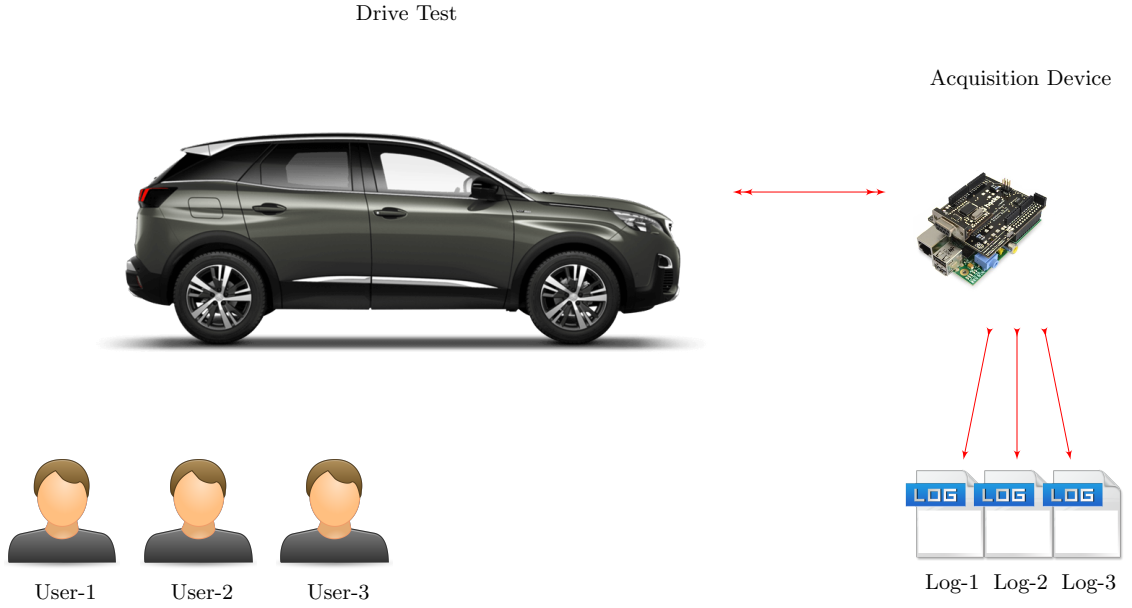 Drive Test
Acquisition Device
LOG LOG LOG
User-1 User-2 User-3
Log-1 Log-2 Log-3